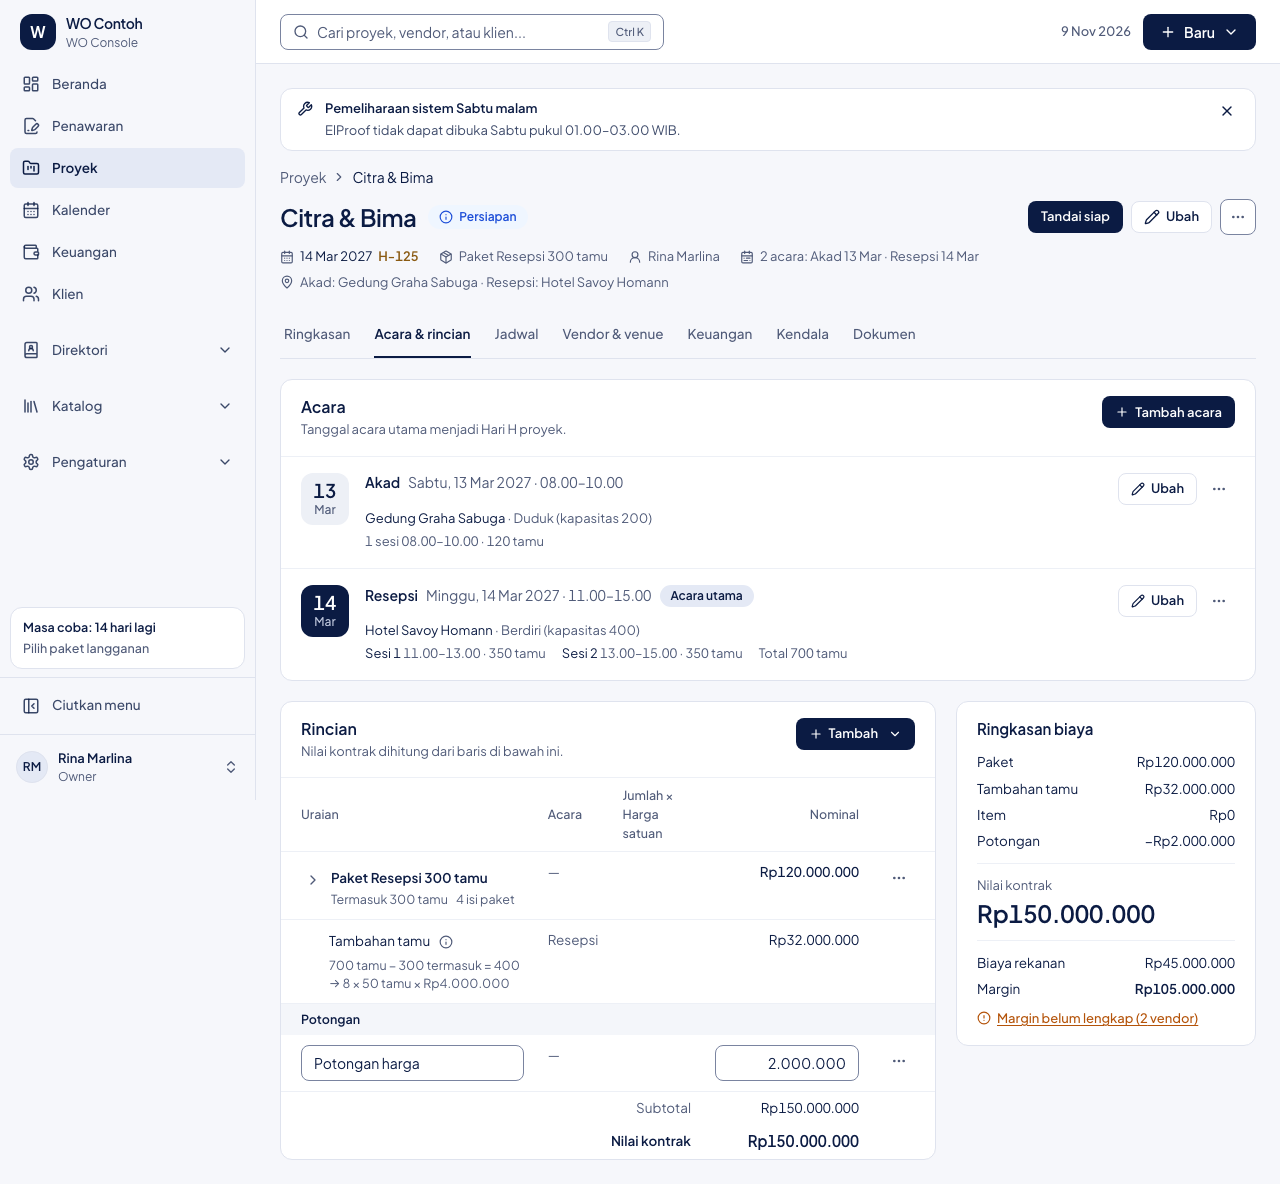 W
WO Contoh
WO Console
Cari proyek, vendor, atau klien...
Ctrl K
9 Nov 2026
Baru
Beranda
Penawaran
Proyek
Kalender
Keuangan
Klien
Direktori
Katalog
Pengaturan
Masa coba: 14 hari lagi
Pilih paket langganan
Ciutkan menu
RM
Rina Marlina
Owner
Pemeliharaan sistem Sabtu malam
ElProof tidak dapat dibuka Sabtu pukul 01.00–03.00 WIB.
Proyek
Citra & Bima
Citra & Bima
Persiapan
Tandai siap
Ubah
14 Mar 2027 H-125
Paket Resepsi 300 tamu
Rina Marlina
2 acara: Akad 13 Mar · Resepsi 14 Mar
Akad: Gedung Graha Sabuga · Resepsi: Hotel Savoy Homann
Ringkasan
Acara & rincian
Jadwal
Vendor & venue
Keuangan
Kendala
Dokumen
Acara
Tanggal acara utama menjadi Hari H proyek.
Tambah acara
13
Mar
Akad Sabtu, 13 Mar 2027 · 08.00–10.00
Gedung Graha Sabuga · Duduk (kapasitas 200)
1 sesi 08.00–10.00 · 120 tamu
Ubah
14
Mar
Resepsi Minggu, 14 Mar 2027 · 11.00–15.00 Acara utama
Hotel Savoy Homann · Berdiri (kapasitas 400)
Sesi 1 11.00–13.00 · 350 tamu Sesi 2 13.00–15.00 · 350 tamu Total 700 tamu
Ubah
Rincian
Nilai kontrak dihitung dari baris di bawah ini.
Tambah
Uraian
Acara
Jumlah ×
Harga
satuan
Nominal
Paket Resepsi 300 tamu
Termasuk 300 tamu 4 isi paket
—
Rp120.000.000
Tambahan tamu
700 tamu – 300 termasuk = 400
→ 8 × 50 tamu × Rp4.000.000
Resepsi
Rp32.000.000
Potongan
Potongan harga
—
2.000.000
Subtotal
Rp150.000.000
Nilai kontrak
Rp150.000.000
Ringkasan biaya
Paket Rp120.000.000
Tambahan tamu Rp32.000.000
Item Rp0
Potongan –Rp2.000.000
Nilai kontrak
Rp150.000.000
Biaya rekanan Rp45.000.000
Margin Rp105.000.000
Margin belum lengkap (2 vendor)